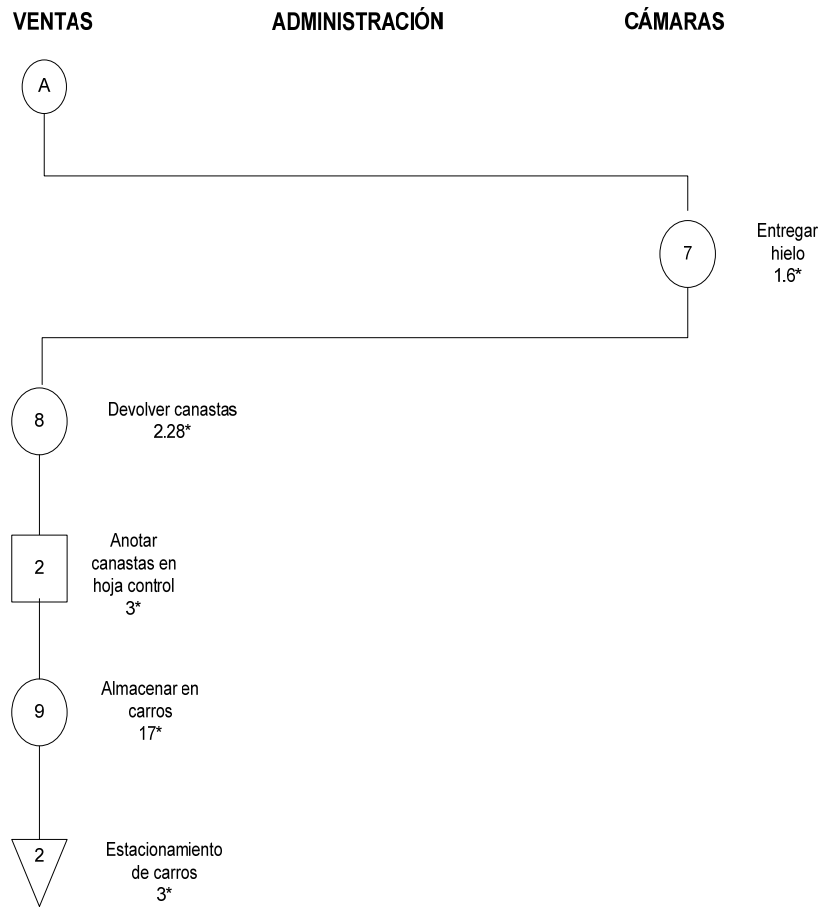 VENTAS ADMINISTRACIÓN CÁMARAS
A
7
Entregar
hielo
1.6*
8
Devolver canastas
2.28*
2
Anotar
canastas en
hoja control
3*
9
Almacenar en
carros
17*
2
Estacionamiento
de carros
3*